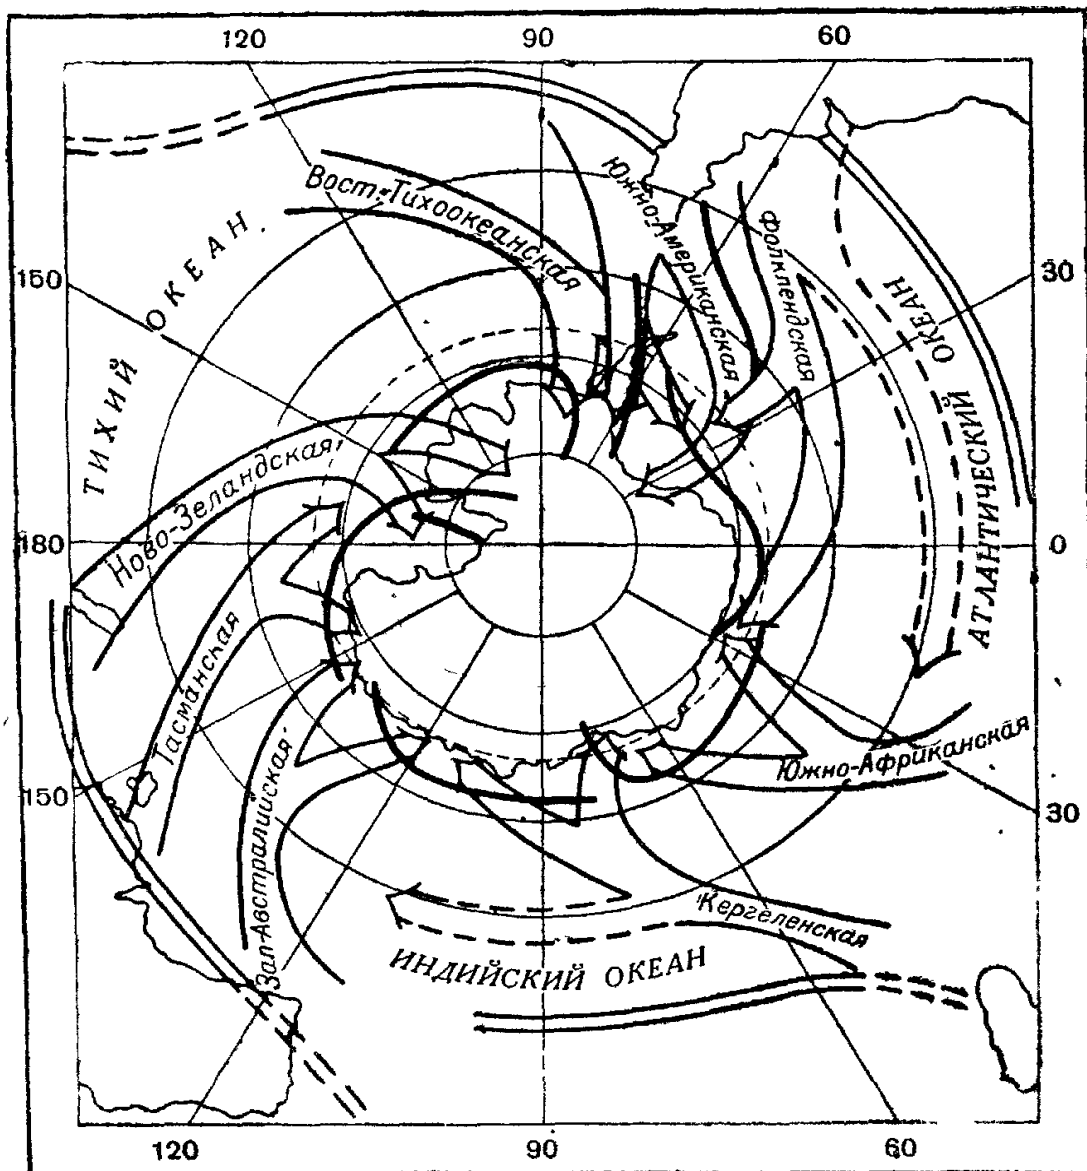 120
90
60
Вост-Тихоокеанская
Южно-Американская
Фолклендская
150
ТИХИЙ ОКЕАН
30
АТЛАНТИЧЕСКИЙ ОКЕАН
Ново-Зеландская
180
0
Тасманская
Зап-Австралийская
Южно-Африканская
150
30
Кергеленская
ИНДИЙСКИЙ ОКЕАН
120
90
60